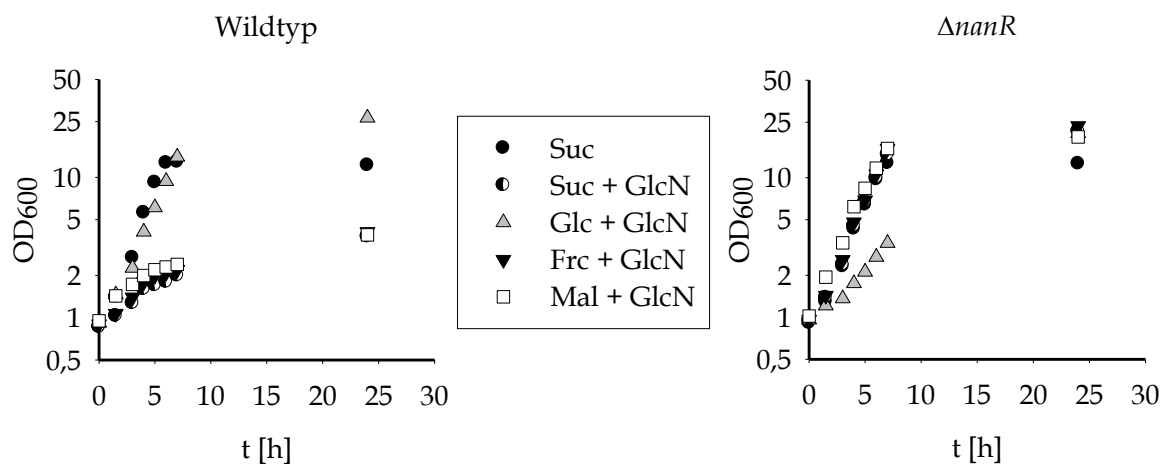 Wildtyp
50
25
10
5
2
1
0,5
OD600
0 5 10 15 20 25 30
t [h]
Suc
Suc + GlcN
Glc + GlcN
Frc + GlcN
Mal + GlcN
ΔnanR
50
25
10
5
2
1
0,5
OD600
0 5 10 15 20 25 30
t [h]